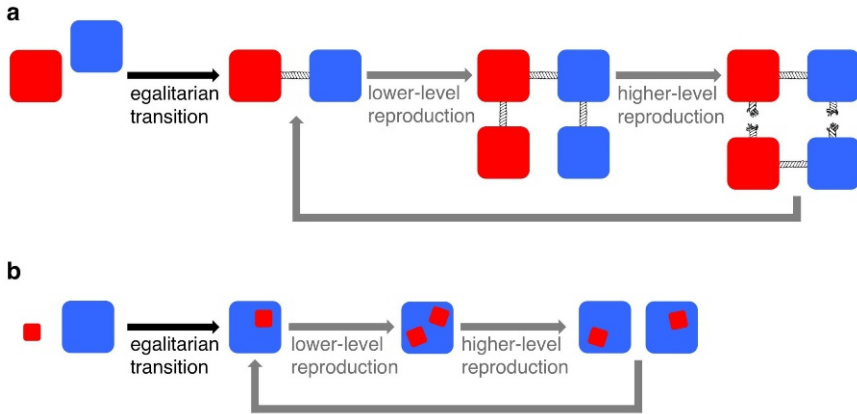 a
egalitarian
transition
lower-level
reproduction
higher-level
reproduction
b
egalitarian
transition
lower-level
reproduction
higher-level
reproduction